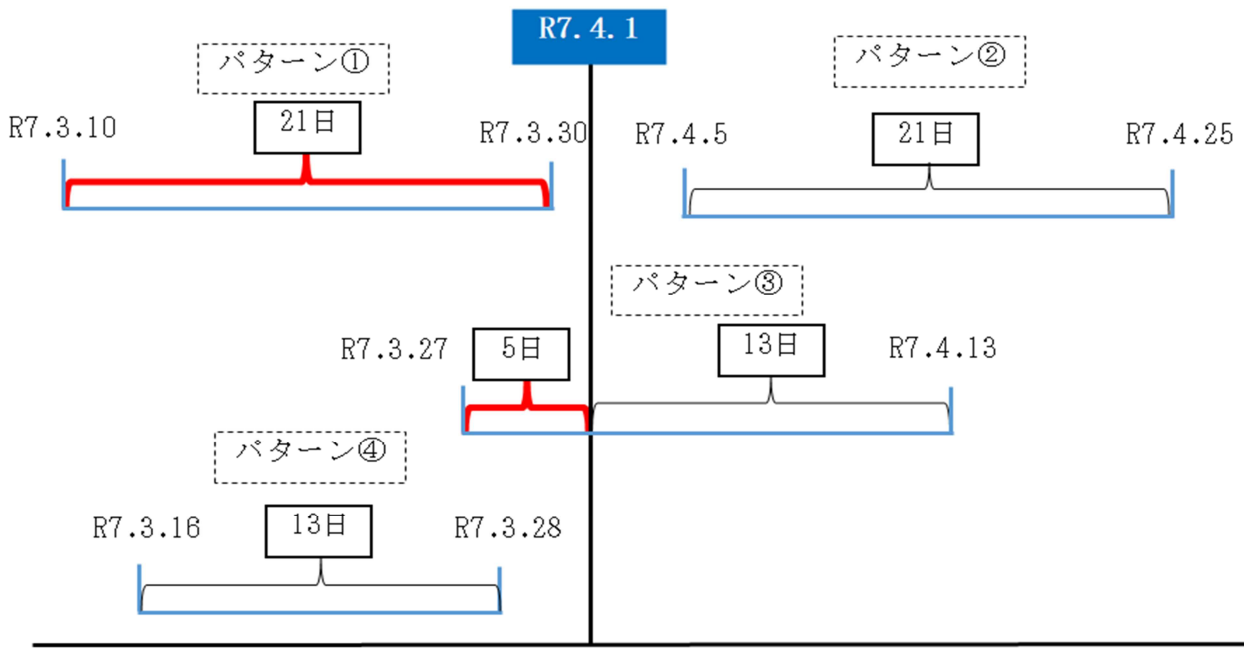 R7.4.1
パターン①
21日
R7.3.10
R7.3.30
パターン②
21日
R7.4.5
R7.4.25
パターン③
R7.3.27
5日
13日
R7.4.13
パターン④
R7.3.16
13日
R7.3.28